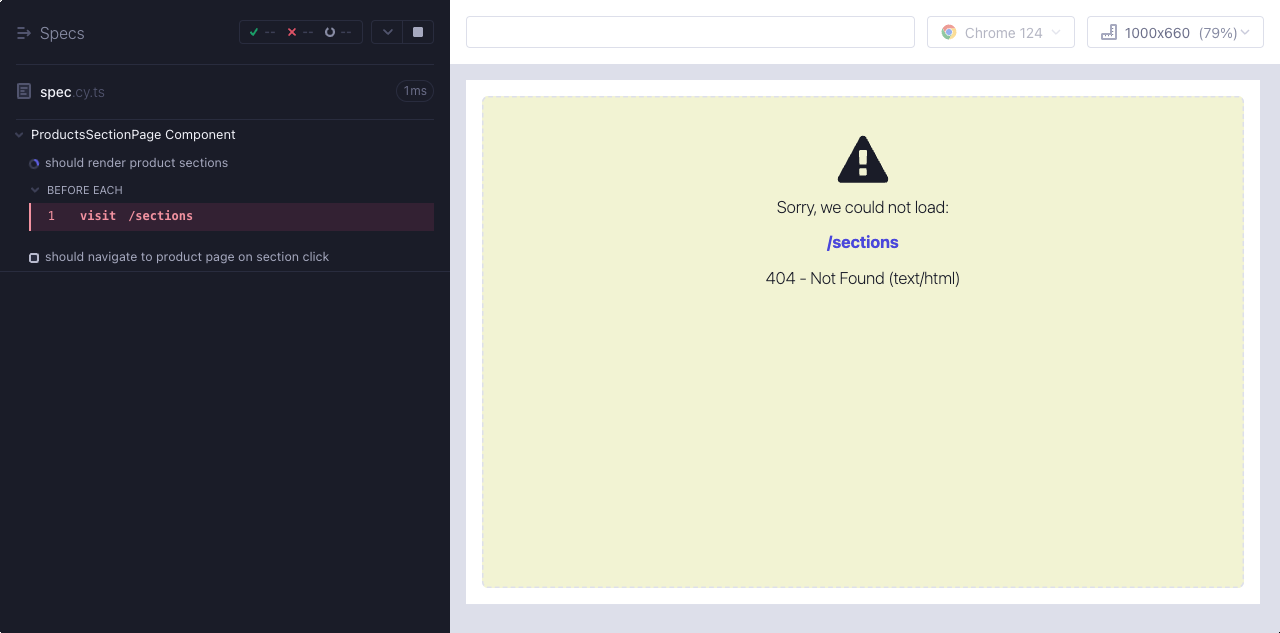 Specs
-- -- --
spec.cy.ts
1ms
ProductsSectionPage Component
should render product sections
BEFORE EACH
1 visit /sections
should navigate to product page on section click
Chrome 124
1000x660 (79%)
Sorry, we could not load:
/sections
404 - Not Found (text/html)